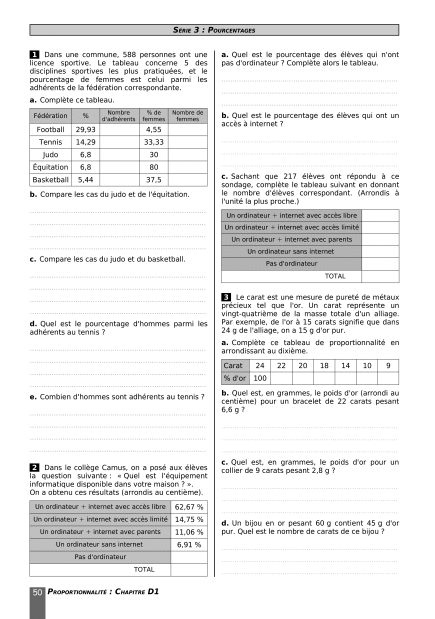 SÉRIE 3 : POURCENTAGES
1 Dans une commune, 588 personnes ont une
licence sportive. Le tableau concerne 5 des
disciplines sportives les plus pratiquées, et le
pourcentage de femmes est celui parmi les
adhérents de la fédération correspondante.
a. Complète ce tableau.
Fédération % Nombre d'adhérents % de femmes Nombre de femmes
Football 29,93 4,55
Tennis 14,29 33,33
Judo 6,8 30
Équitation 6,8 80
Basketball 5,44 37,5
b. Compare les cas du judo et de l'équitation.
c. Compare les cas du judo et du basketball.
d. Quel est le pourcentage d'hommes parmi les
adhérents au tennis ?
e. Combien d'hommes sont adhérents au tennis ?
2 Dans le collège Camus, on a posé aux élèves
la question suivante : « Quel est l'équipement
informatique disponible dans votre maison ? ».
On a obtenu ces résultats (arrondis au centième).
Un ordinateur + internet avec accès libre 62,67 %
Un ordinateur + internet avec accès limité 14,75 %
Un ordinateur + internet avec parents 11,06 %
Un ordinateur sans internet 6,91 %
Pas d'ordinateur
TOTAL
a. Quel est le pourcentage des élèves qui n'ont
pas d'ordinateur ? Complète alors le tableau.
b. Quel est le pourcentage des élèves qui ont un
accès à internet ?
c. Sachant que 217 élèves ont répondu à ce
sondage, complète le tableau suivant en donnant
le nombre d'élèves correspondant. (Arrondis à
l'unité la plus proche.)
Un ordinateur + internet avec accès libre
Un ordinateur + internet avec accès limité
Un ordinateur + internet avec parents
Un ordinateur sans internet
Pas d'ordinateur
TOTAL
3 Le carat est une mesure de pureté de métaux
précieux tel que l'or. Un carat représente un
vingt-quatrième de la masse totale d'un alliage.
Par exemple, de l'or à 15 carats signifie que dans
24 g de l'alliage, on a 15 g d'or pur.
a. Complète ce tableau de proportionnalité en
arrondissant au dixième.
Carat 24 22 20 18 14 10 9
% d'or 100
b. Quel est, en grammes, le poids d'or (arrondi au
centième) pour un bracelet de 22 carats pesant
6,6 g ?
c. Quel est, en grammes, le poids d'or pour un
collier de 9 carats pesant 2,8 g ?
d. Un bijou en or pesant 60 g contient 45 g d'or
pur. Quel est le nombre de carats de ce bijou ?
50 PROPORTIONNALITÉ : CHAPITRE D1